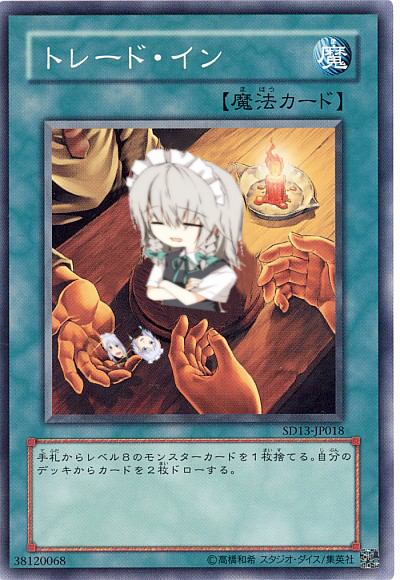 トレード・イン
魔
【魔法カード】
SD13-JP018
手札からレベル8のモンスターカードを1枚捨てる。自分の
デッキからカードを2枚ドローする。
38120068
©高橋和希 スタジオ・ダイス/集英社